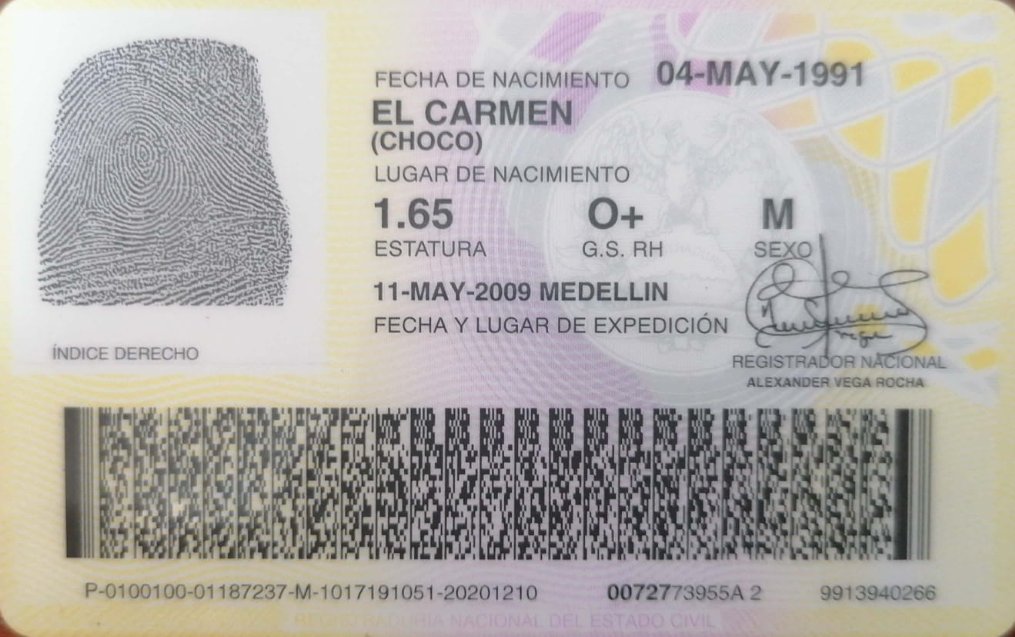 FECHA DE NACIMIENTO 04-MAY-1991
EL CARMEN
(CHOCO)
LUGAR DE NACIMIENTO
1.65 O+ M
ESTATURA G.S. RH SEXO
11-MAY-2009 MEDELLIN
FECHA Y LUGAR DE EXPEDICIÓN
ÍNDICE DERECHO
REGISTRADOR NACIONAL
ALEXANDER VEGA ROCHA
P-0100100-01187237-M-1017191051-20201210 0072773955A 2 9913940266
REGISTRADURÍA NACIONAL DEL ESTADO CIVIL